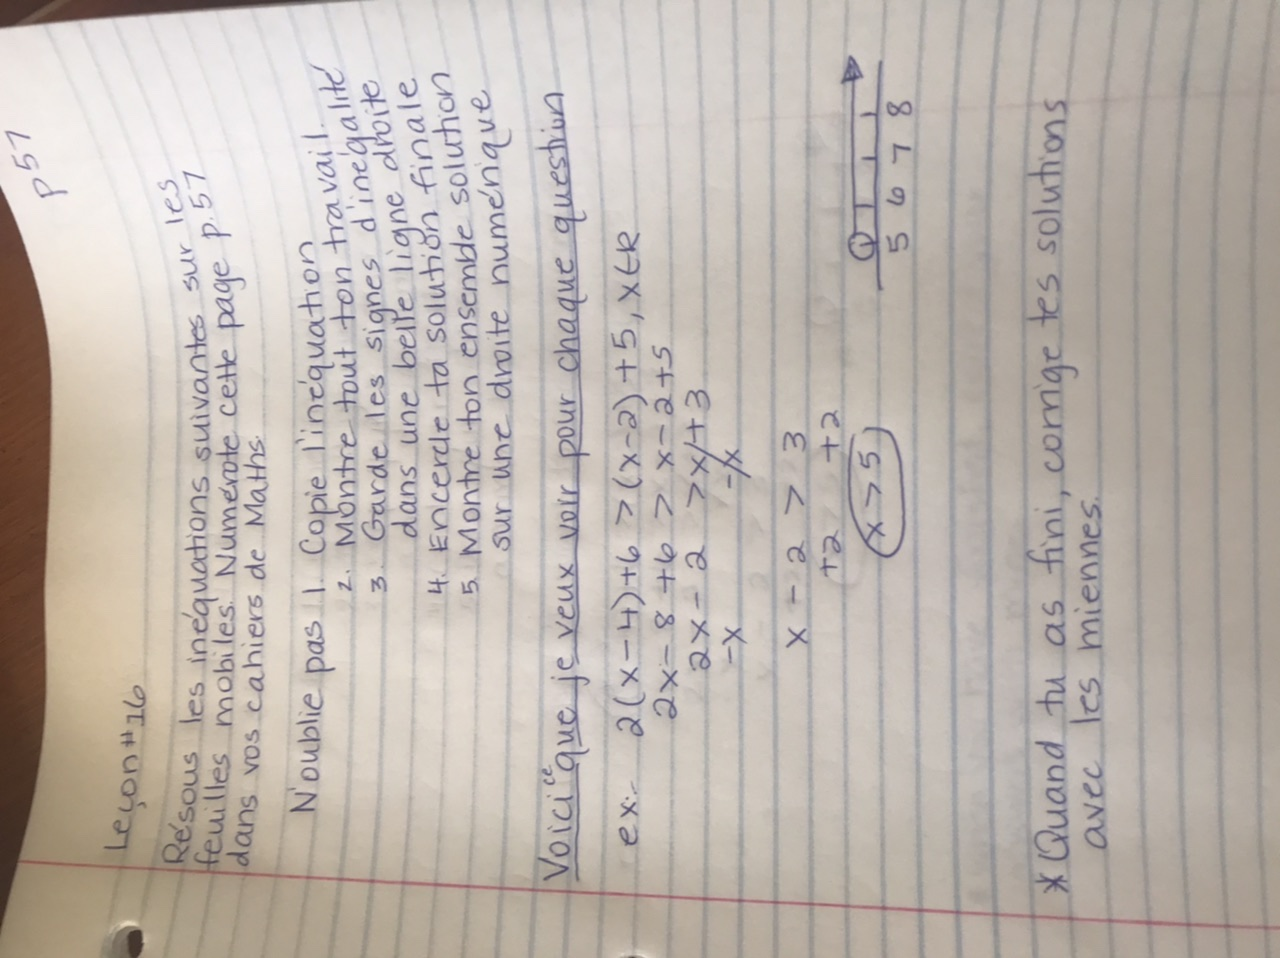 p57
Leçon #16
Résous les inéquations suivantes sur les
feuilles mobiles. Numérote cette page p.57
dans vos cahiers de Maths.
N'oublie pas 1. Copie l'inéquation
2. Montre tout ton travail.
3. Garde les signes d'inégalité
dans une belle ligne droite
4. Encercle ta solution finale
5. Montre ton ensemble solution
sur une droite numérique
Voici ce que je veux voir pour chaque question
ex:- 2(x-4)+6 > (x-2)+5, x∈R
2x-8+6 > x-2+5
2x-2 > x+3
-x -x
x-2 > 3
+2 +2
x>5
5 6 7 8
* Quand tu as fini, corrige tes solutions
avec les miennes.